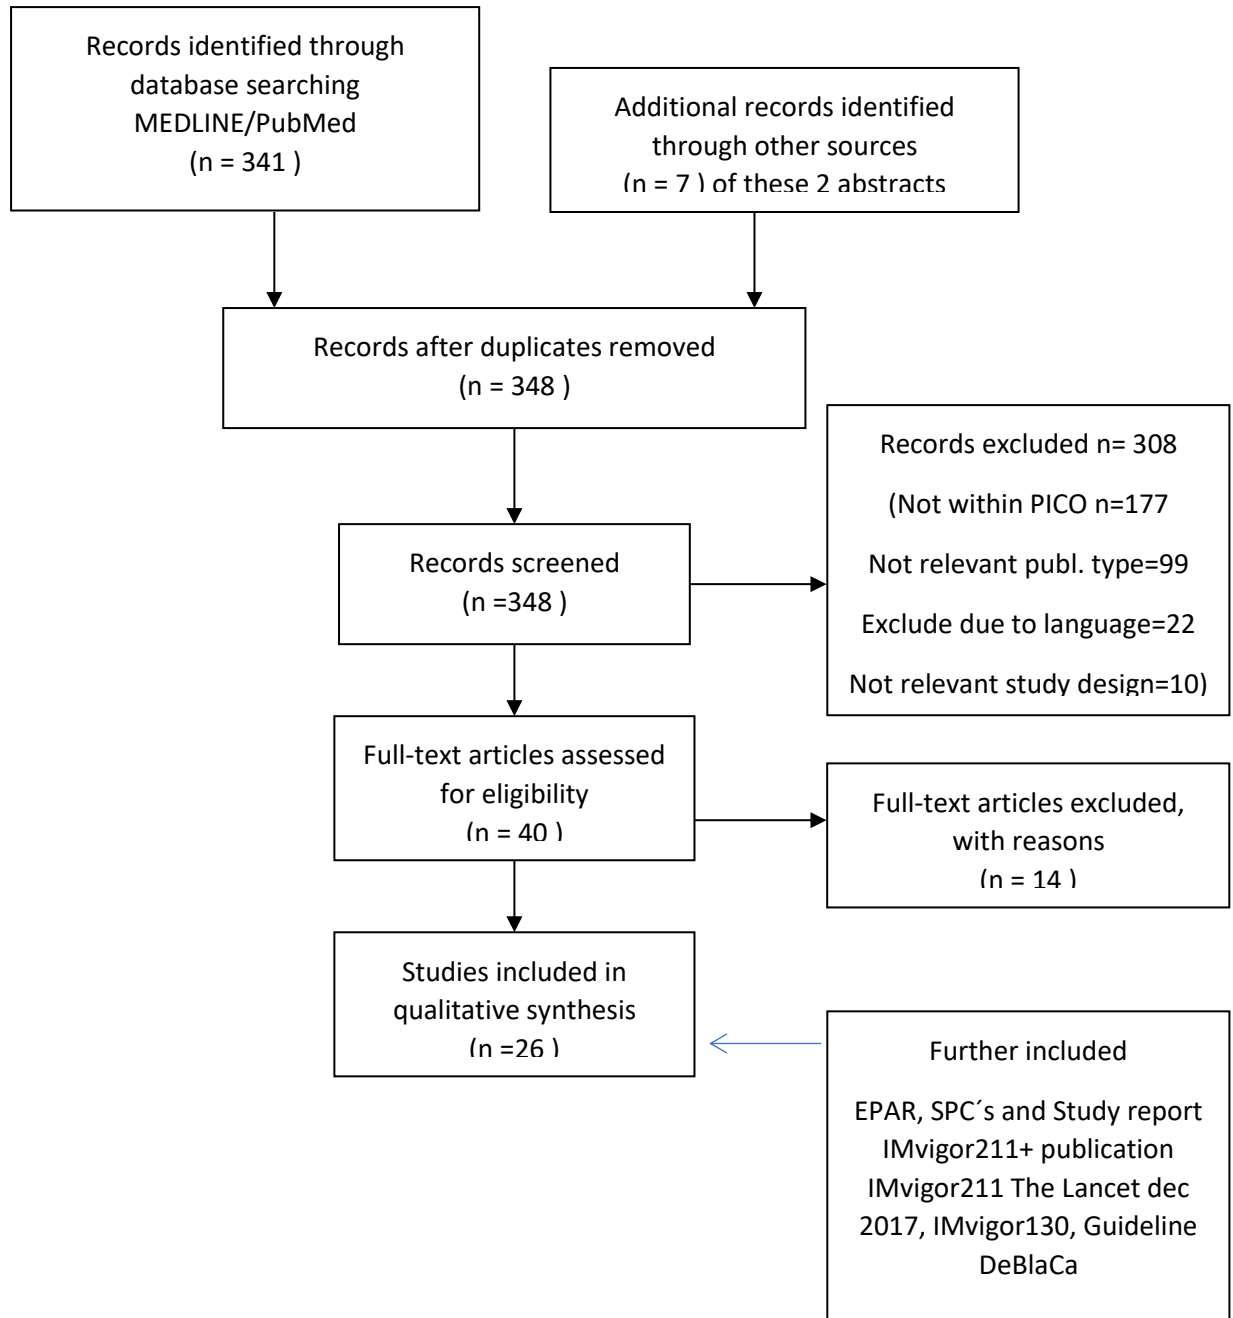 Records identified through
database searching
MEDLINE/PubMed
(n = 341 )
Additional records identified
through other sources
(n = 7 ) of these 2 abstracts
Records after duplicates removed
(n = 348 )
Records excluded n= 308
(Not within PICO n=177
Not relevant publ. type=99
Exclude due to language=22
Not relevant study design=10)
Records screened
(n =348 )
Full-text articles assessed
for eligibility
(n = 40 )
Full-text articles excluded,
with reasons
(n = 14 )
Studies included in
qualitative synthesis
(n =26 )
Further included
EPAR, SPC´s and Study report
IMvigor211+ publication
IMvigor211 The Lancet dec
2017, IMvigor130, Guideline
DeBlaCa